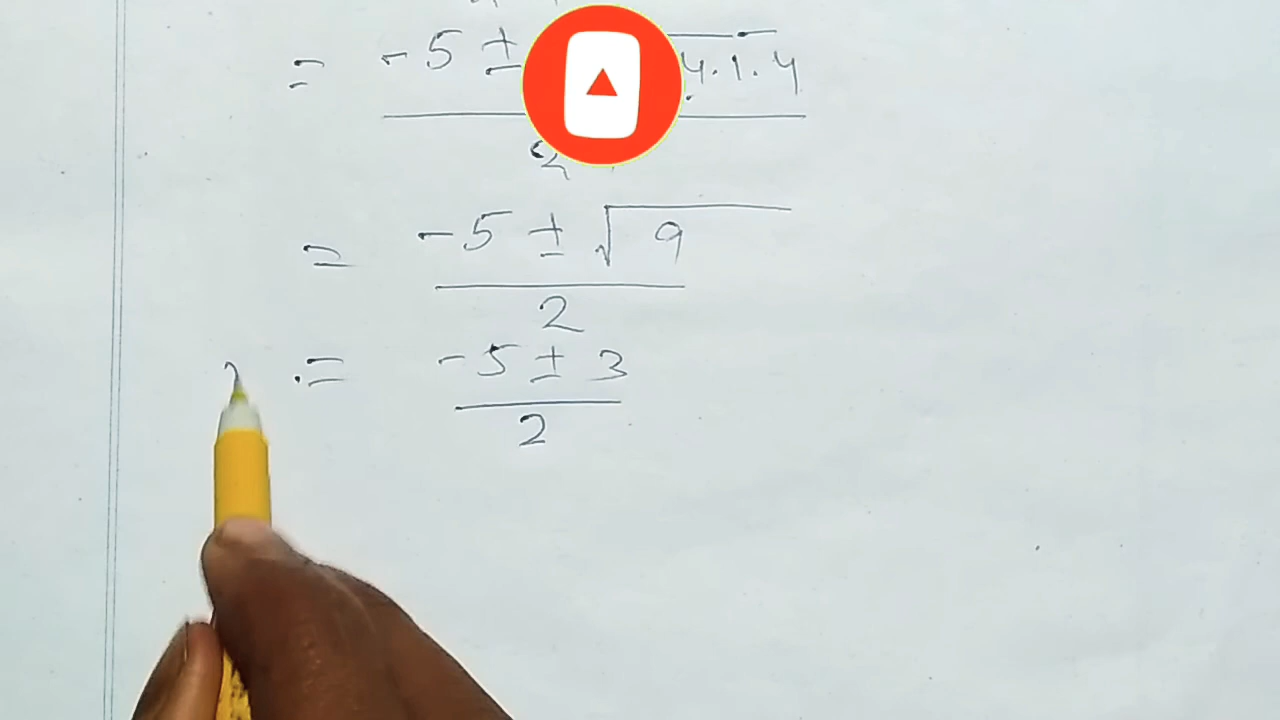 = -5 ± 4.1.4
2
= -5 ± √9
2
= -5 ± 3
2